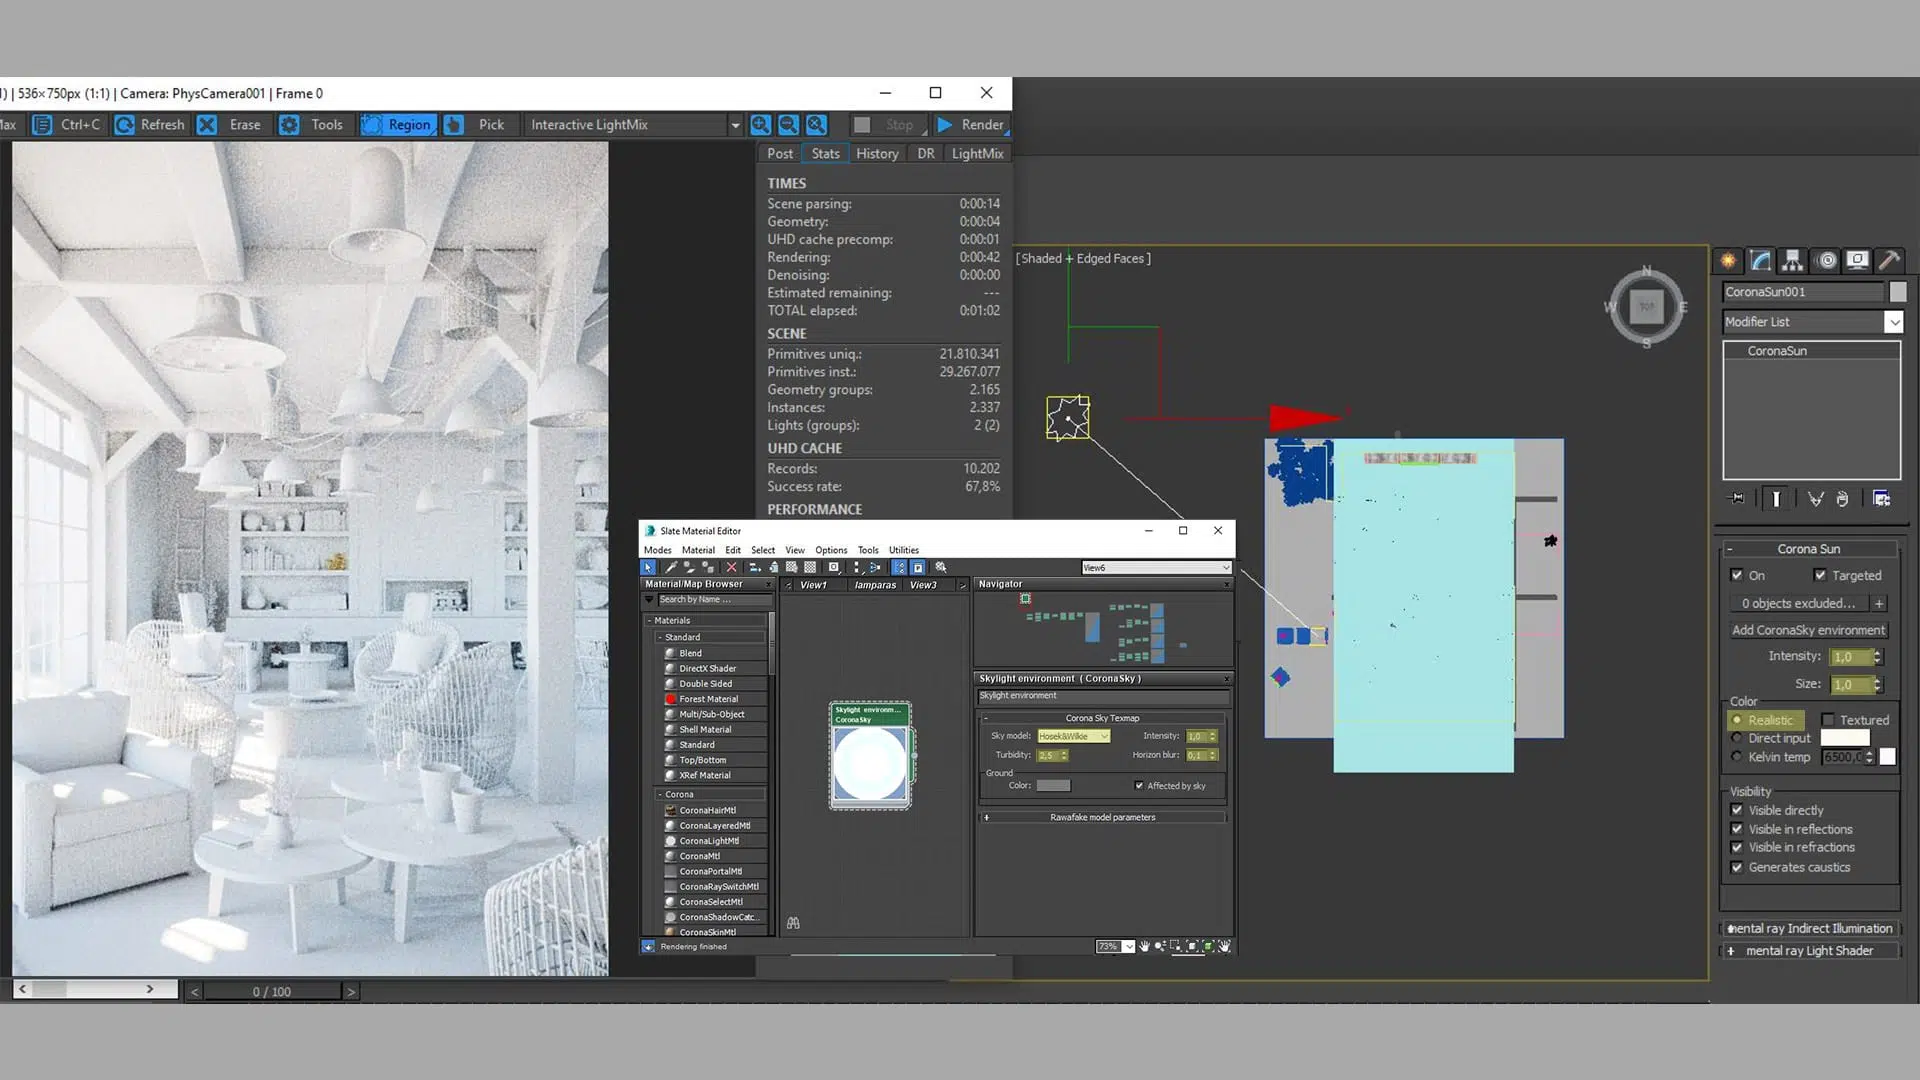 ) | 536×750px (1:1) | Camera: PhysCamera001 | Frame 0
Ctrl+C Refresh Erase Tools Region Pick Interactive LightMix Stop Render
Post Stats History DR LightMix
TIMES
Scene parsing: 0:00:14
Geometry: 0:00:04
UHD cache precomp: 0:00:01
Rendering: 0:00:42
Denoising: 0:00:00
Estimated remaining: ---
TOTAL elapsed: 0:01:02
SCENE
Primitives uniq.: 21.810.341
Primitives inst.: 29.267.077
Geometry groups: 2.165
Instances: 2.337
Lights (groups): 2 (2)
UHD CACHE
Records: 10.202
Success rate: 67,8%
PERFORMANCE
[Shaded + Edged Faces ]
N
W TOP E
S
Slate Material Editor
Modes Material Edit Select View Options Tools Utilities
View6
Material/Map Browser
Search by Name ...
- Materials
- Standard
Blend
DirectX Shader
Double Sided
Forest Material
Multi/Sub-Object
Shell Material
Standard
Top/Bottom
XRef Material
- Corona
CoronaHairMtl
CoronaLayeredMtl
CoronaLightMtl
CoronaMtl
CoronaPortalMtl
CoronaRaySwitchMtl
CoronaSelectMtl
CoronaShadowCatc...
CoronaSkinMtl
Rendering finished
View1 lamparas View3
Skylight environm...
CoronaSky
Navigator
Skylight environment ( CoronaSky )
Skylight environment
- Corona Sky Texmap
Sky model: Hosek&Wilkie Intensity: 1,0
Turbidity: 2,5 Horizon blur: 0,1
Ground
Color: Affected by sky
+ Rawafake model parameters
73%
CoronaSun001
Modifier List
CoronaSun
- Corona Sun
On Targeted
0 objects excluded... +
Add CoronaSky environment
Intensity: 1,0
Size: 1,0
Color
Realistic Textured
Direct input
Kelvin temp 6500,0
Visibility
Visible directly
Visible in reflections
Visible in refractions
Generates caustics
mental ray Indirect Illumination
+ mental ray Light Shader
< > < 0 / 100 >